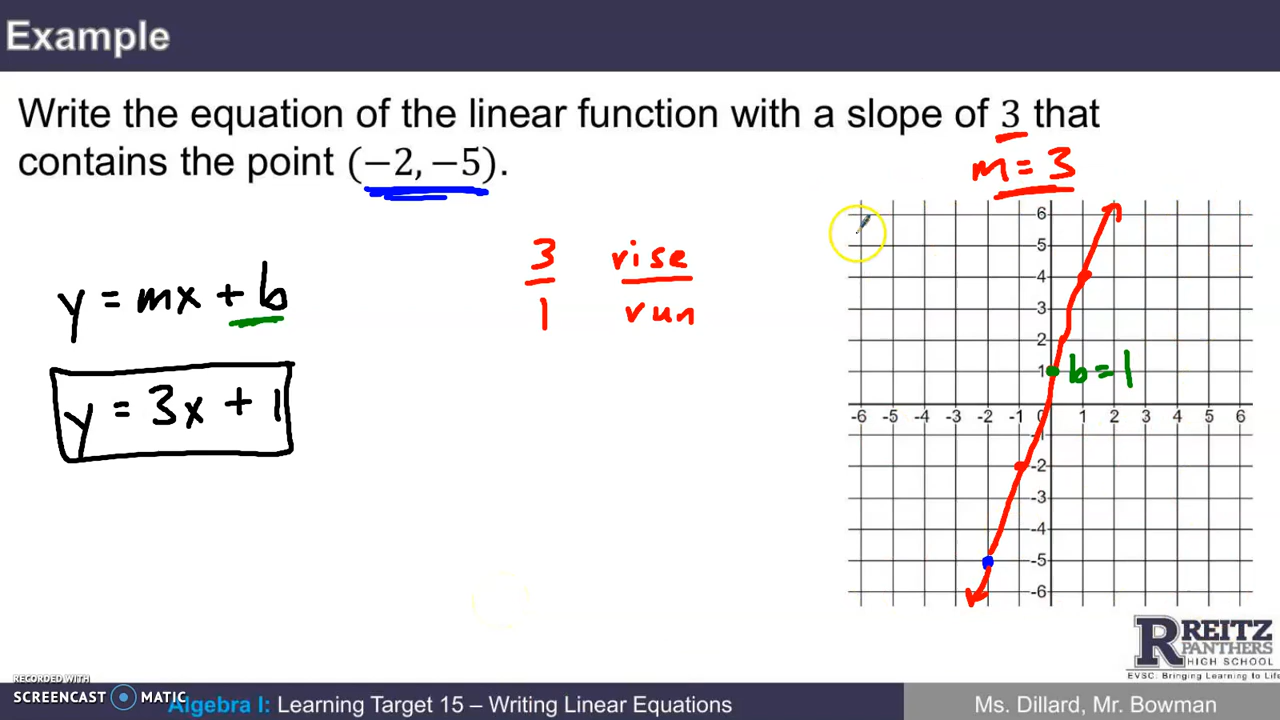 Example
Write the equation of the linear function with a slope of 3 that
contains the point (−2, −5).
m = 3
y = mx + b
y = 3x + 1
3 rise
1 run
6
5
4
3
2
1 b = 1
-6 -5 -4 -3 -2 -1 0 1 2 3 4 5 6
-1
-2
-3
-4
-5
-6
R REITZ
PANTHERS
HIGH SCHOOL
EVSC: Bringing Learning to Life
RECORDED WITH
SCREENCAST MATIC
Algebra I: Learning Target 15 – Writing Linear Equations
Ms. Dillard, Mr. Bowman